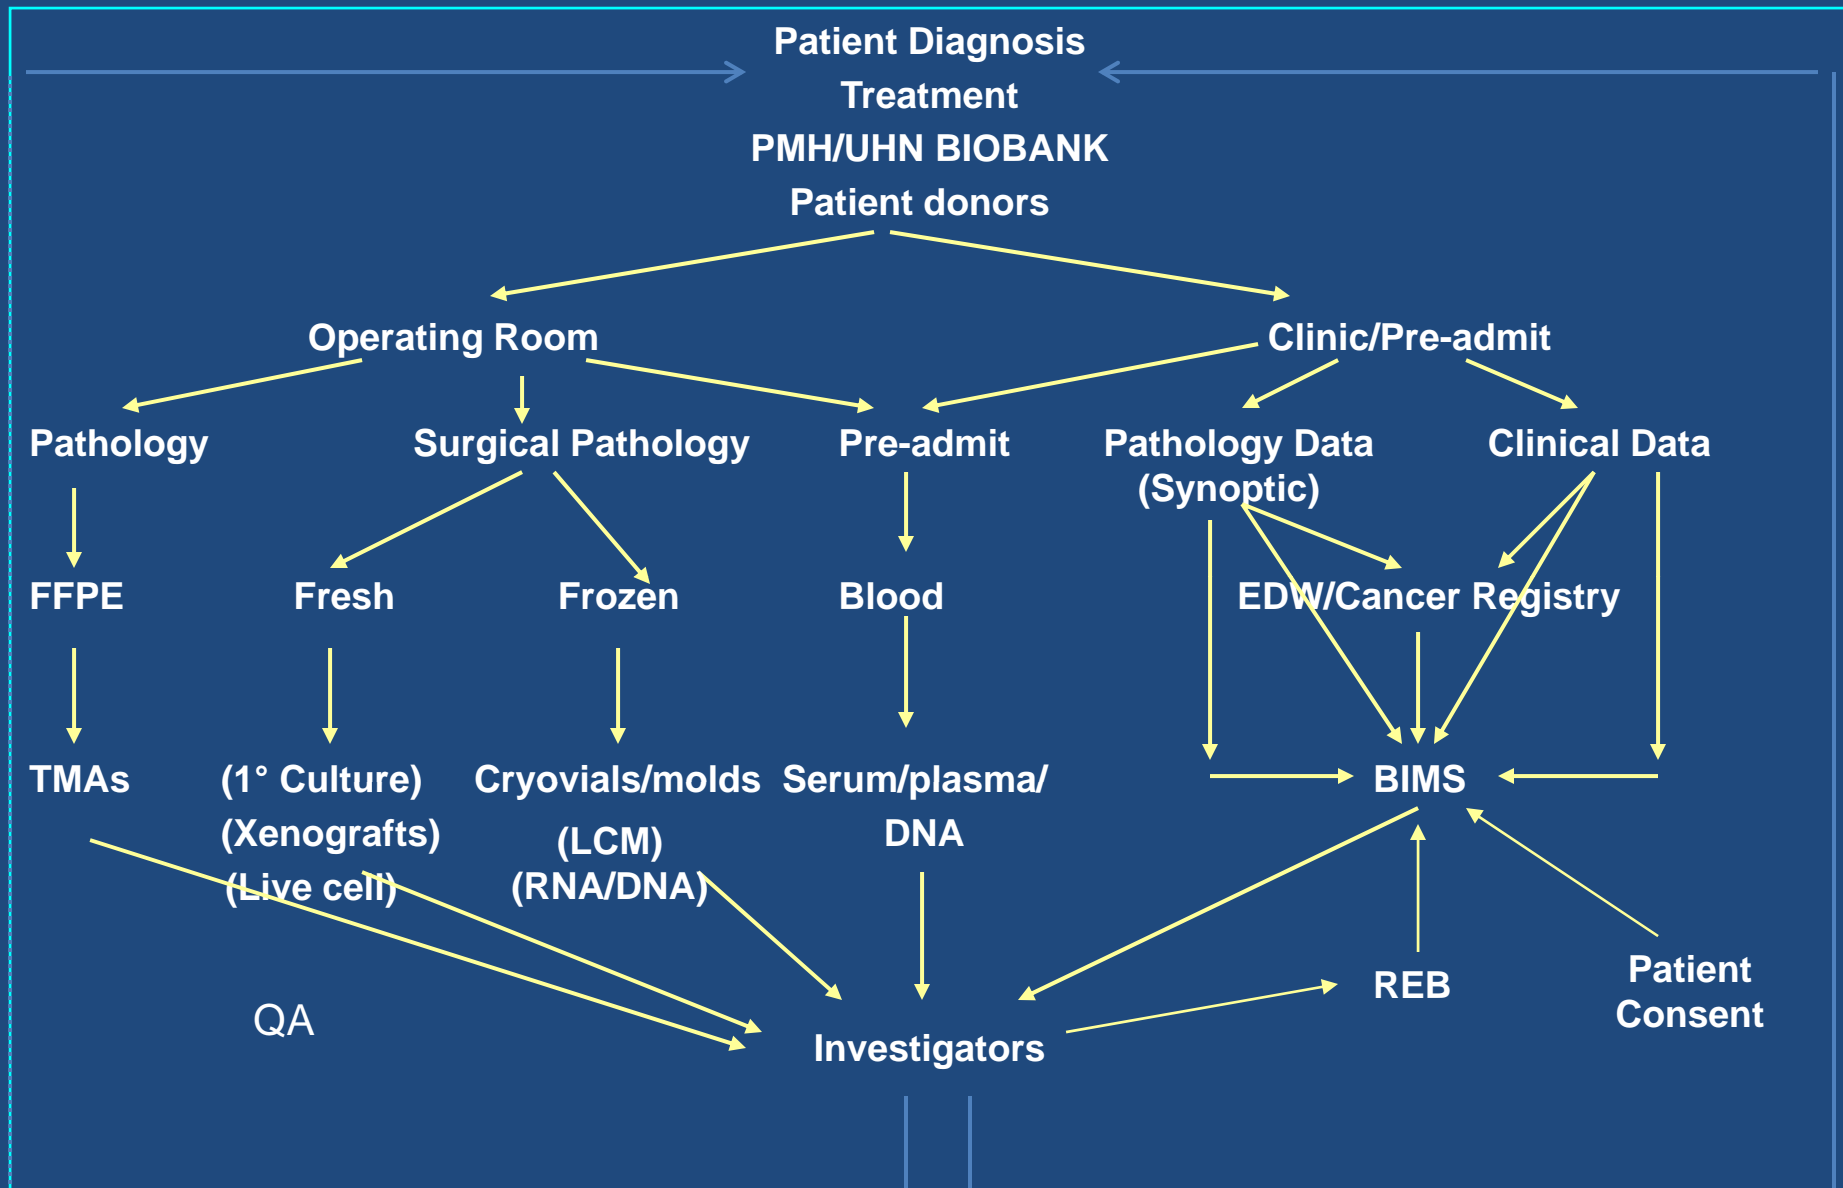 Patient Diagnosis
Treatment
PMH/UHN BIOBANK
Patient donors
Operating Room
Clinic/Pre-admit
Pathology
Surgical Pathology
Pre-admit
Pathology Data
(Synoptic)
Clinical Data
FFPE
Fresh
Frozen
Blood
EDW/Cancer Registry
TMAs
(1° Culture)
(Xenografts)
(Live cell)
Cryovials/molds
(LCM)
(RNA/DNA)
Serum/plasma/
DNA
BIMS
QA
Investigators
REB
Patient
Consent